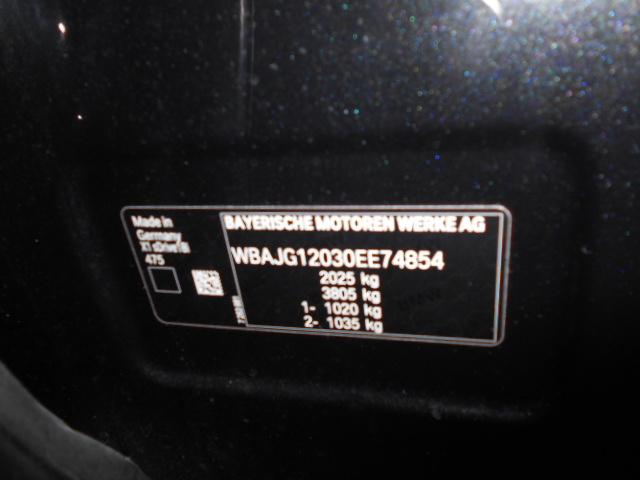 Made in
Germany
X1 sDrive18i
475
BAYERISCHE MOTOREN WERKE AG
WBAJG12030EE74854
2025 kg
3805 kg
1- 1020 kg
2- 1035 kg